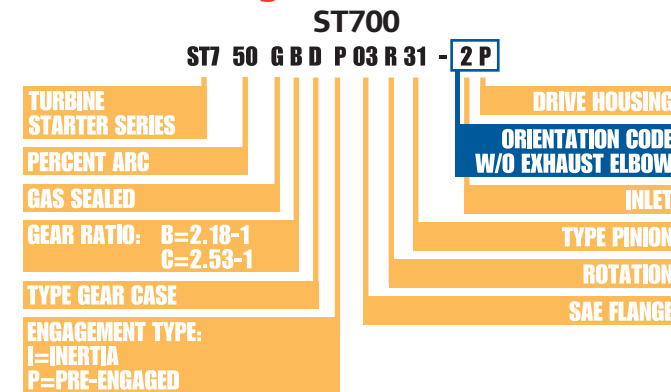 ST700
ST7 50 G B D P 03 R 31 - 2 P
TURBINE
STARTER SERIES
PERCENT ARC
GAS SEALED
GEAR RATIO: B=2.18-1
C=2.53-1
TYPE GEAR CASE
ENGAGEMENT TYPE:
I=INERTIA
P=PRE-ENGAGED
DRIVE HOUSING
ORIENTATION CODE
W/O EXHAUST ELBOW
INLET
TYPE PINION
ROTATION
SAE FLANGE